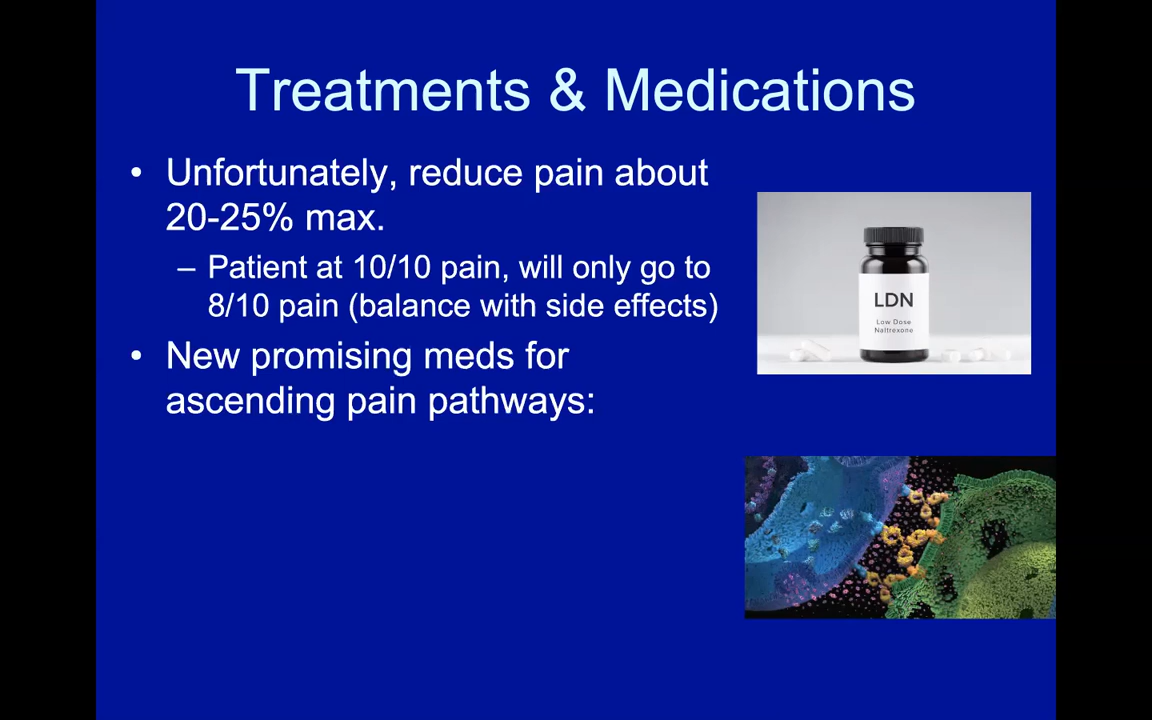 Treatments & Medications
• Unfortunately, reduce pain about
20-25% max.
– Patient at 10/10 pain, will only go to
8/10 pain (balance with side effects)
• New promising meds for
ascending pain pathways:
LDN
Low Dose
Naltrexone